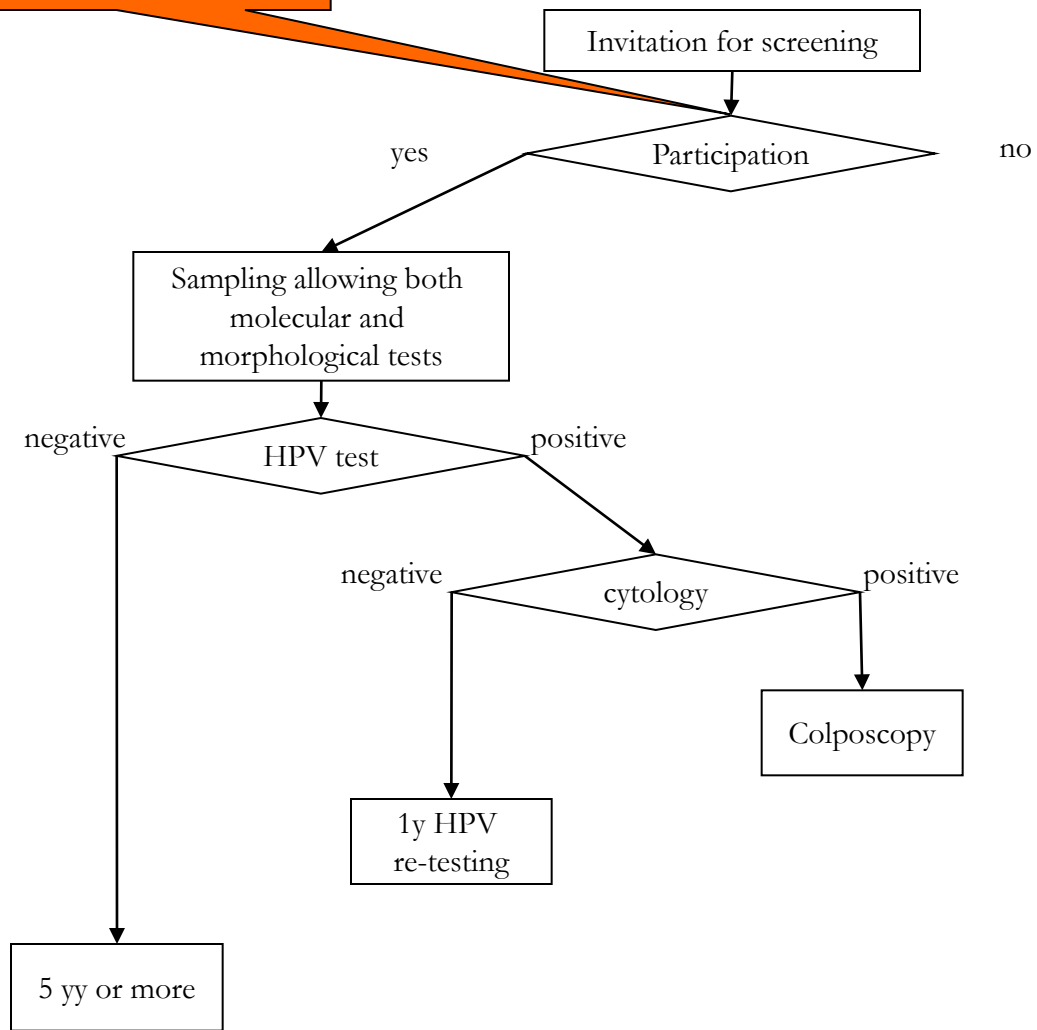 Invitation for screening
yes
Participation
no
Sampling allowing both
molecular and
morphological tests
negative
HPV test
positive
negative
cytology
positive
Colposcopy
1y HPV
re-testing
5 yy or more